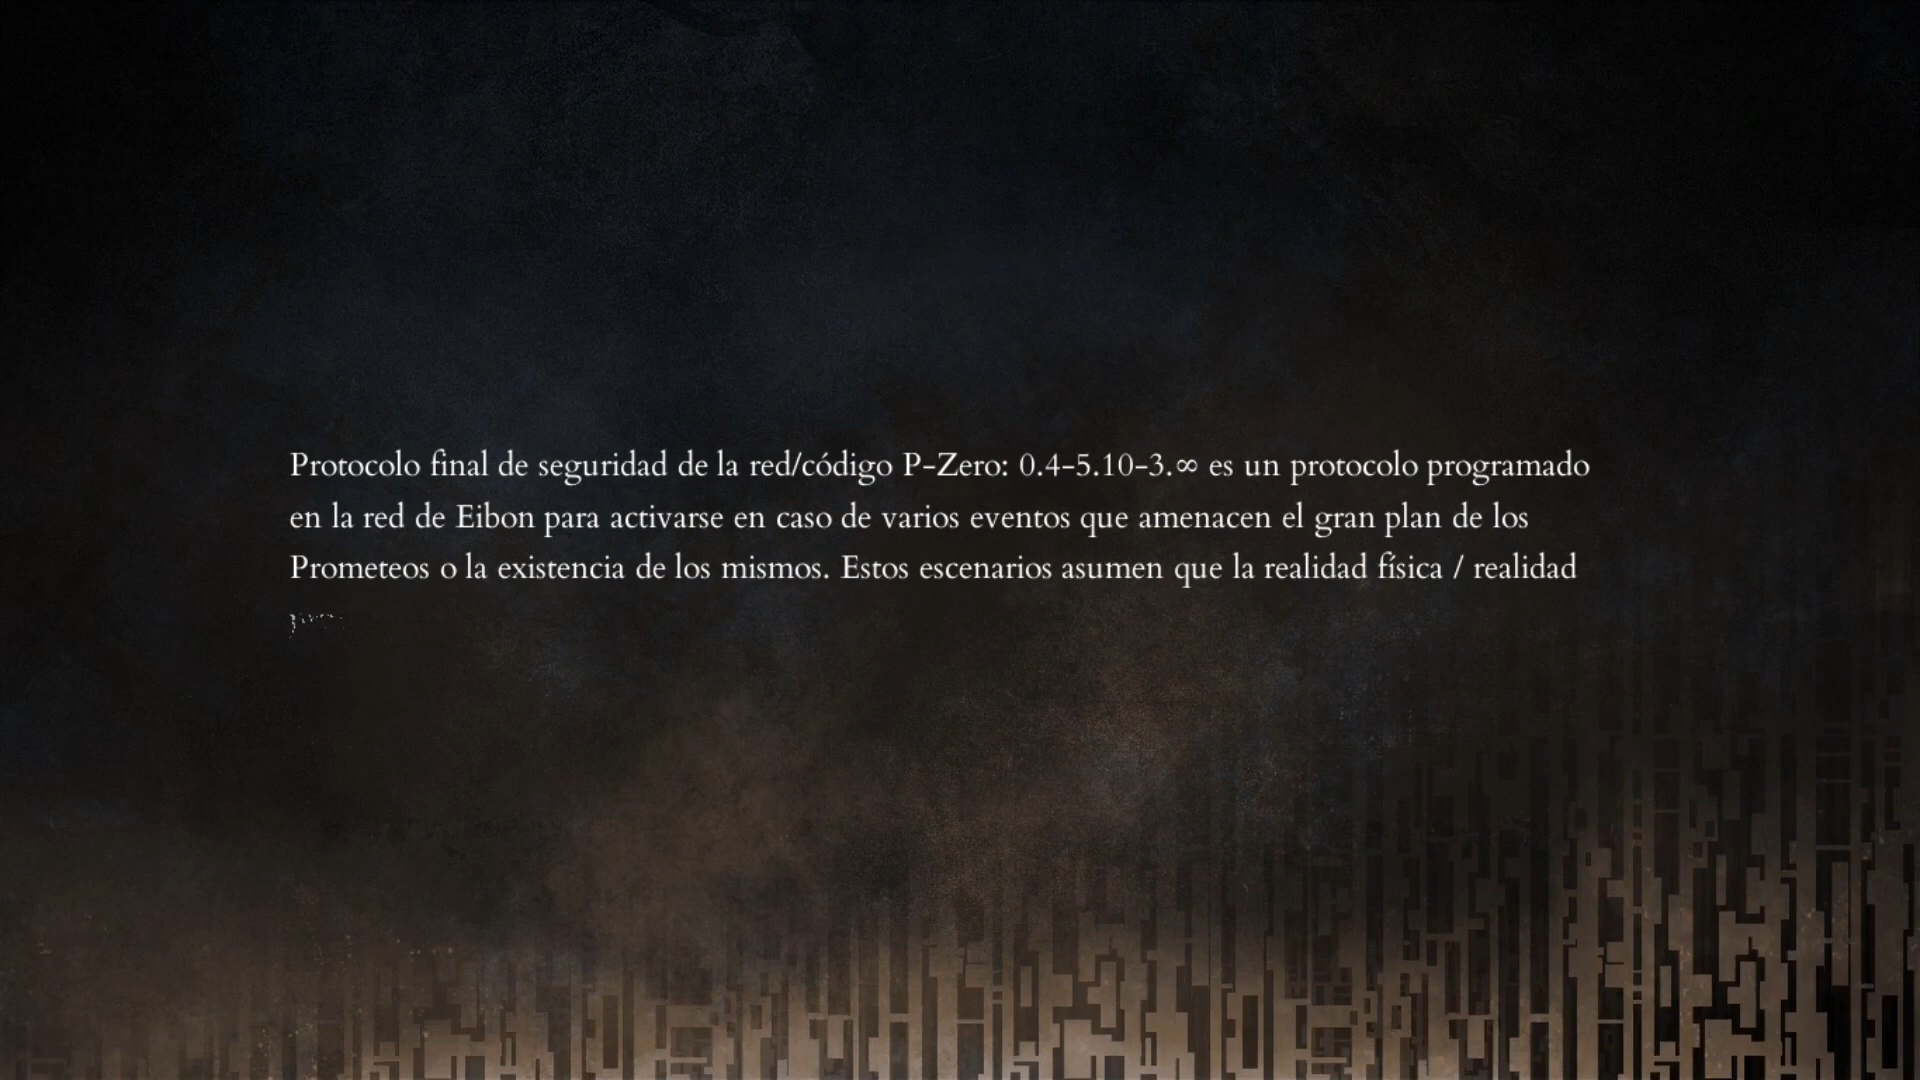 Protocolo final de seguridad de la red/código P-Zero: 0.4-5.10-3.∞ es un protocolo programado
en la red de Eibon para activarse en caso de varios eventos que amenacen el gran plan de los
Prometeos o la existencia de los mismos. Estos escenarios asumen que la realidad física / realidad